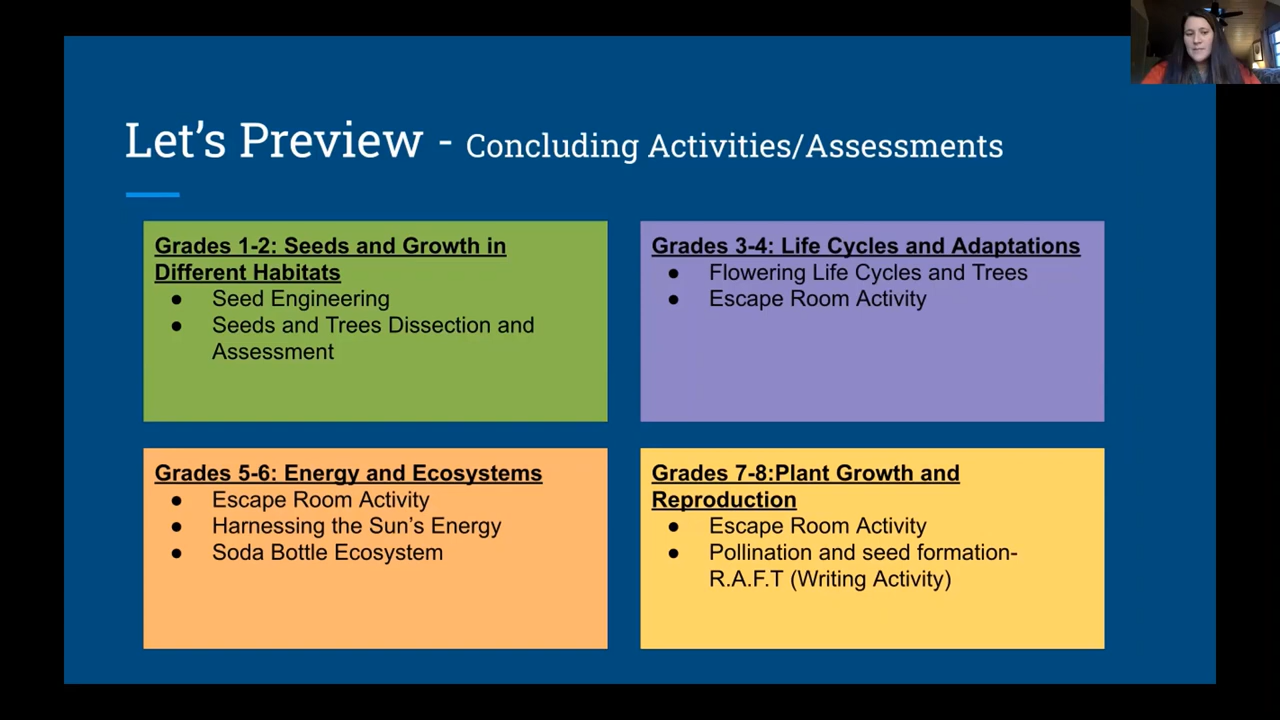 Let's Preview - Concluding Activities/Assessments
Grades 1-2: Seeds and Growth in
Different Habitats
● Seed Engineering
● Seeds and Trees Dissection and
Assessment
Grades 3-4: Life Cycles and Adaptations
● Flowering Life Cycles and Trees
● Escape Room Activity
Grades 5-6: Energy and Ecosystems
● Escape Room Activity
● Harnessing the Sun's Energy
● Soda Bottle Ecosystem
Grades 7-8:Plant Growth and
Reproduction
● Escape Room Activity
● Pollination and seed formation-
R.A.F.T (Writing Activity)